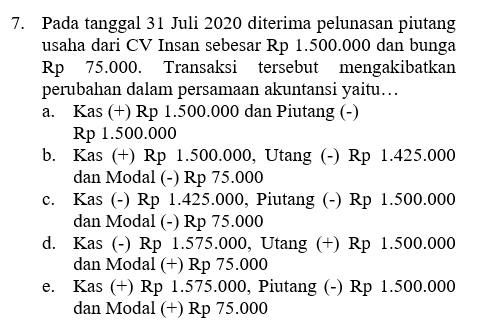 7. Pada tanggal 31 Juli 2020 diterima pelunasan piutang
usaha dari CV Insan sebesar Rp 1.500.000 dan bunga
Rp 75.000. Transaksi tersebut mengakibatkan
perubahan dalam persamaan akuntansi yaitu…
a. Kas (+) Rp 1.500.000 dan Piutang (-)
Rp 1.500.000
b. Kas (+) Rp 1.500.000, Utang (-) Rp 1.425.000
dan Modal (-) Rp 75.000
c. Kas (-) Rp 1.425.000, Piutang (-) Rp 1.500.000
dan Modal (-) Rp 75.000
d. Kas (-) Rp 1.575.000, Utang (+) Rp 1.500.000
dan Modal (+) Rp 75.000
e. Kas (+) Rp 1.575.000, Piutang (-) Rp 1.500.000
dan Modal (+) Rp 75.000